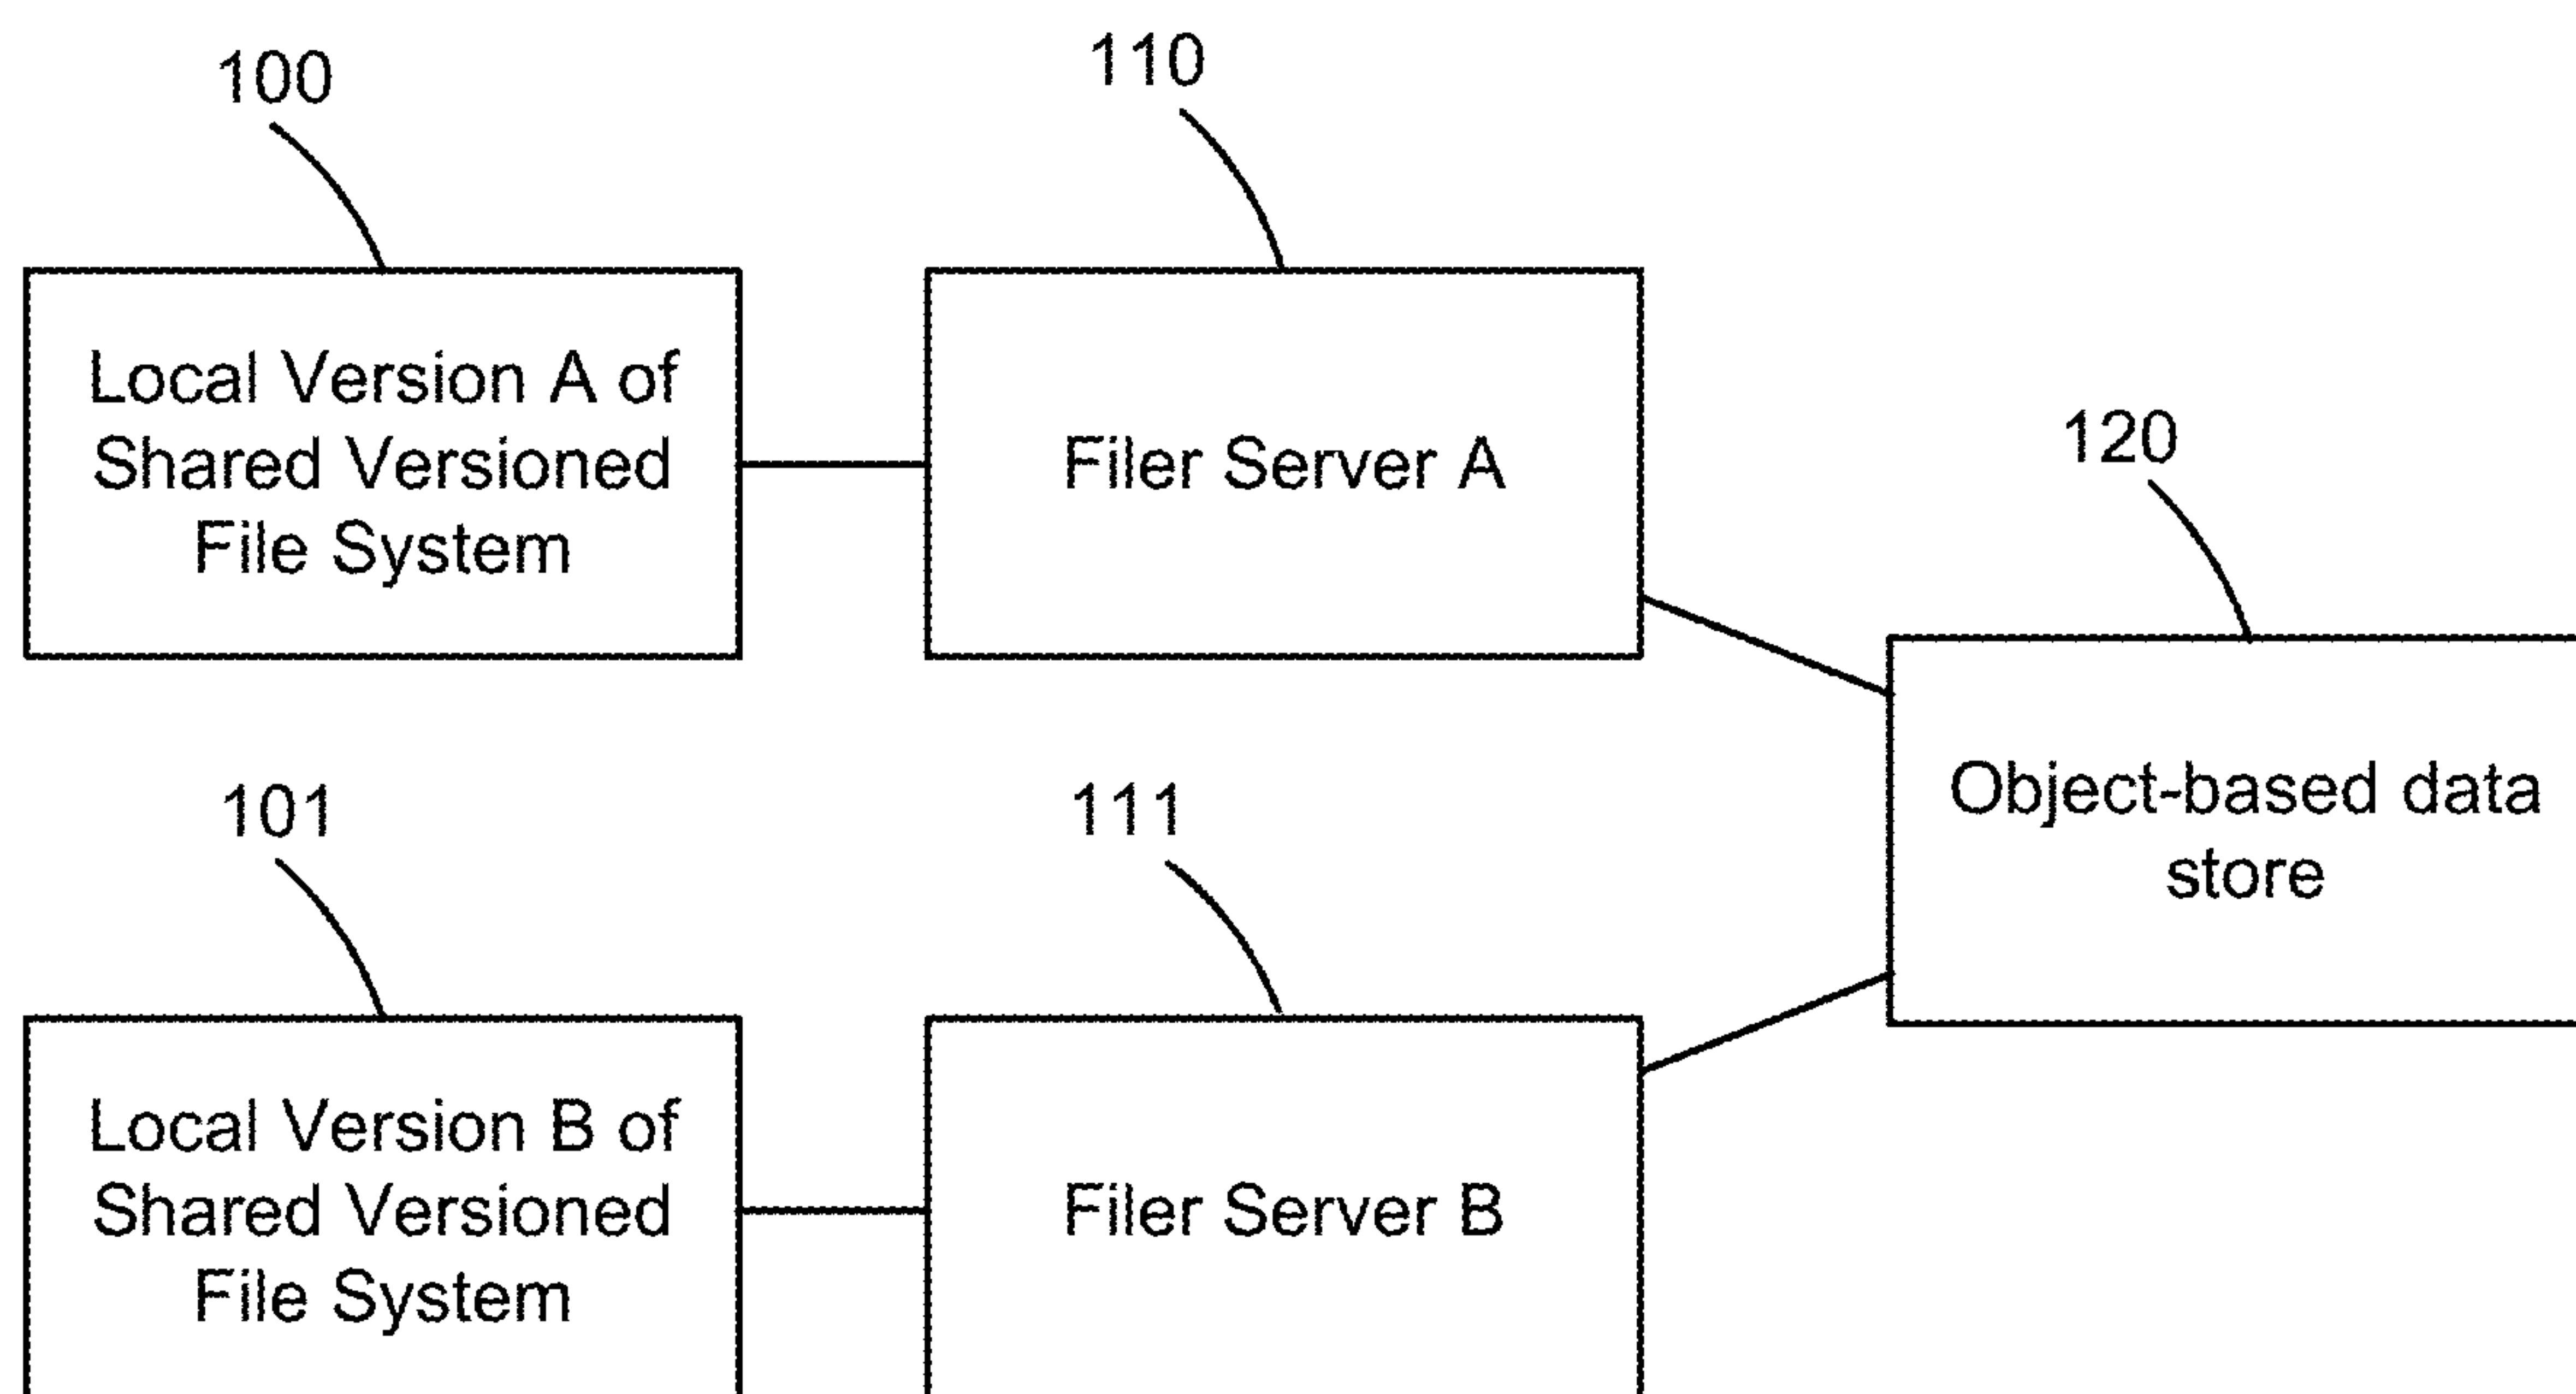 100
110
Local Version A of
Shared Versioned
File System
Filer Server A
120
Object-based data
store
101
111
Local Version B of
Shared Versioned
File System
Filer Server B